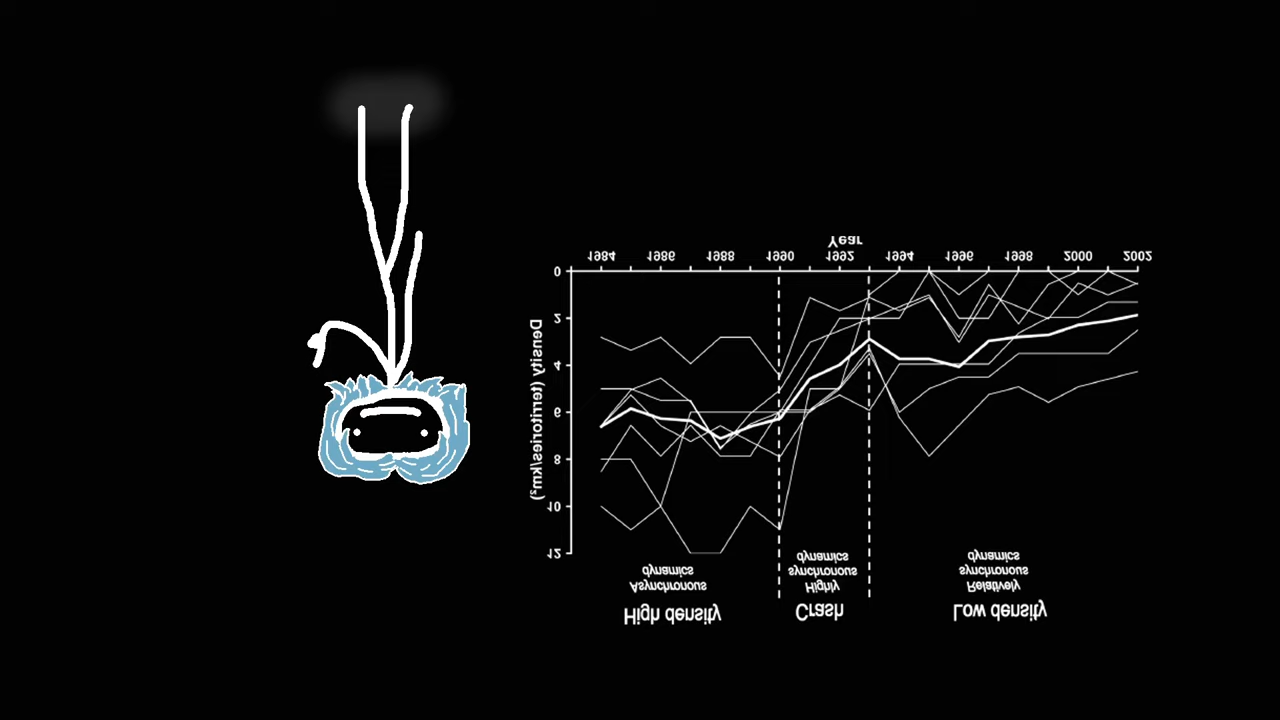 High density
Asynchronous
dynamics
Crash
Highly
synchronous
dynamics
Low density
Relatively
synchronous
dynamics
12
10
8
6
4
2
0
Density (territories/km²)
1984 1986 1988 1990 1992 1994 1996 1998 2000 2002
Year